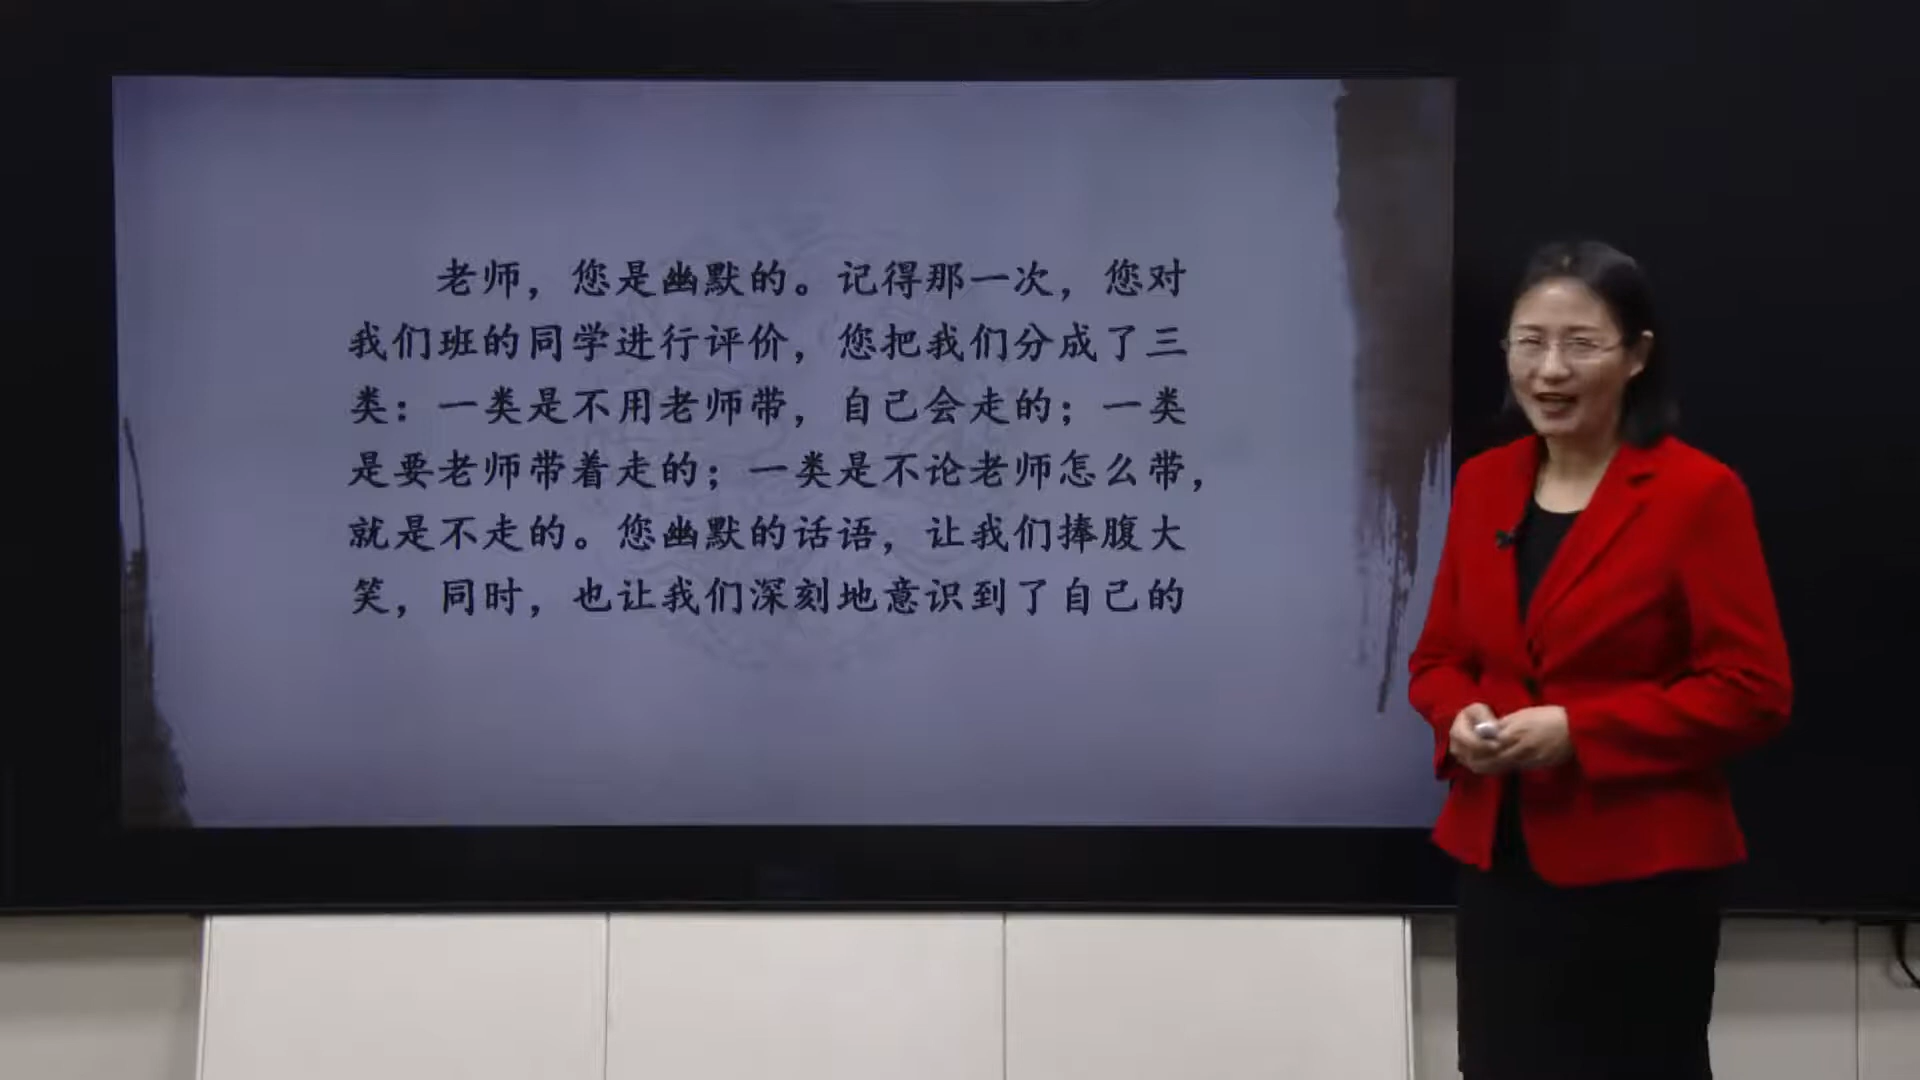 老师，您是幽默的。记得那一次，您对
我们班的同学进行评价，您把我们分成了三
类：一类是不用老师带，自己会走的；一类
是要老师带着走的；一类是不论老师怎么带，
就是不走的。您幽默的话语，让我们捧腹大
笑，同时，也让我们深刻地意识到了自己的